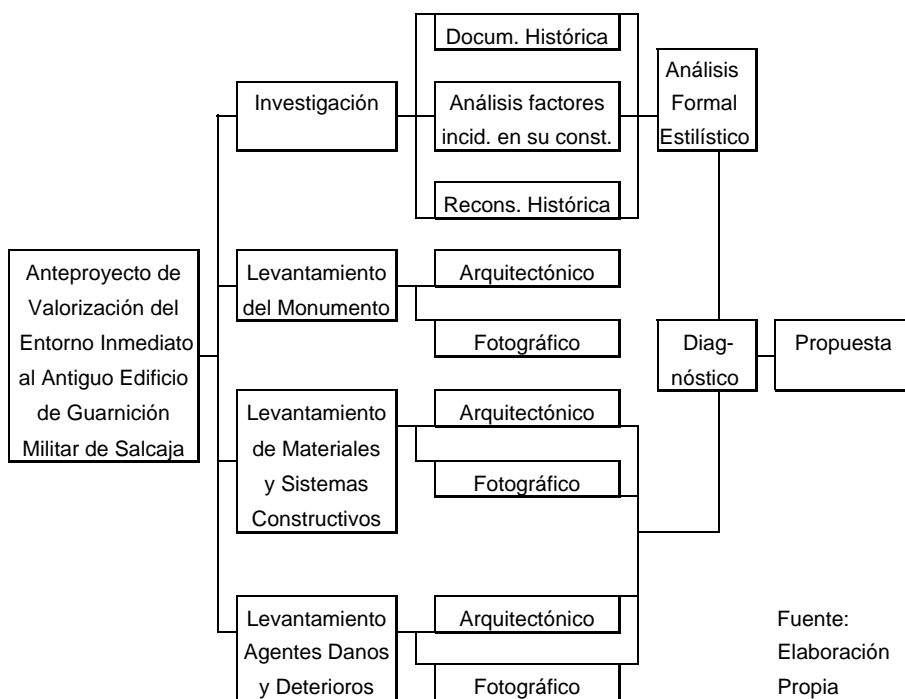 Anteproyecto de
Valorización del
Entorno Inmediato
al Antiguo Edificio
de Guarnición
Militar de Salcaja
Investigación
Docum. Histórica
Análisis factores
incid. en su const.
Recons. Histórica
Análisis
Formal
Estilístico
Levantamiento
del Monumento
Arquitectónico
Fotográfico
Levantamiento
de Materiales
y Sistemas
Constructivos
Arquitectónico
Fotográfico
Levantamiento
Agentes Danos
y Deterioros
Arquitectónico
Fotográfico
Diag-
nóstico
Propuesta
Fuente:
Elaboración
Propia